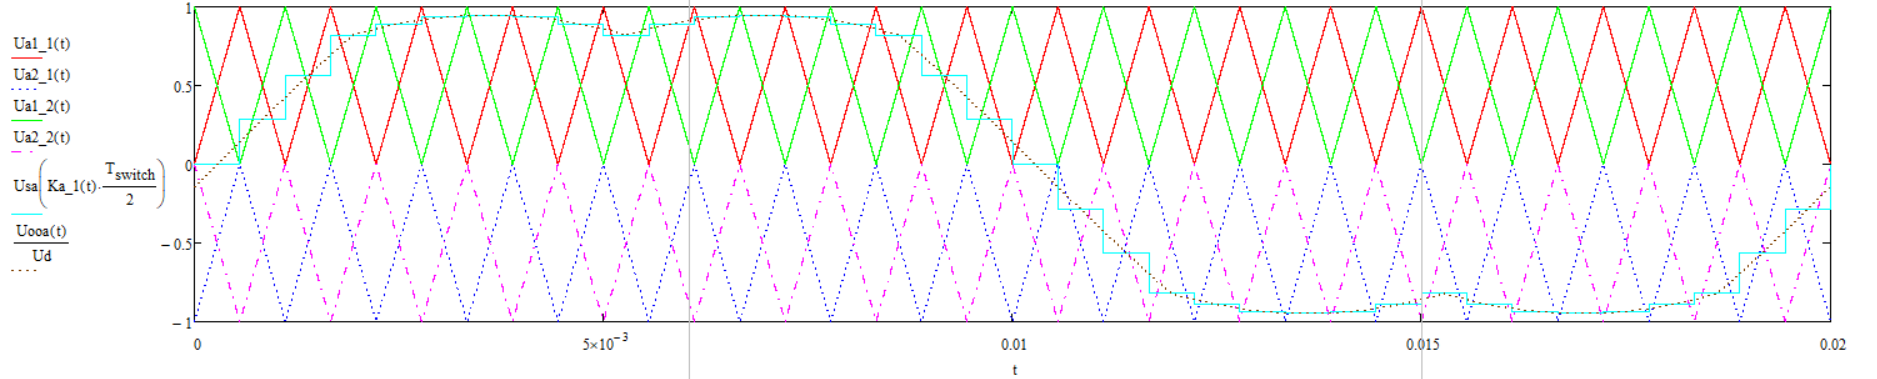 Ua1_1(t)
Ua2_1(t)
Ua1_2(t)
Ua2_2(t)
Usa(Ka_1(t)·Tswitch/2)
Uooa(t)
Ud
1
0.5
0
−0.5
−1
0
5×10⁻³
0.01
0.015
0.02
t